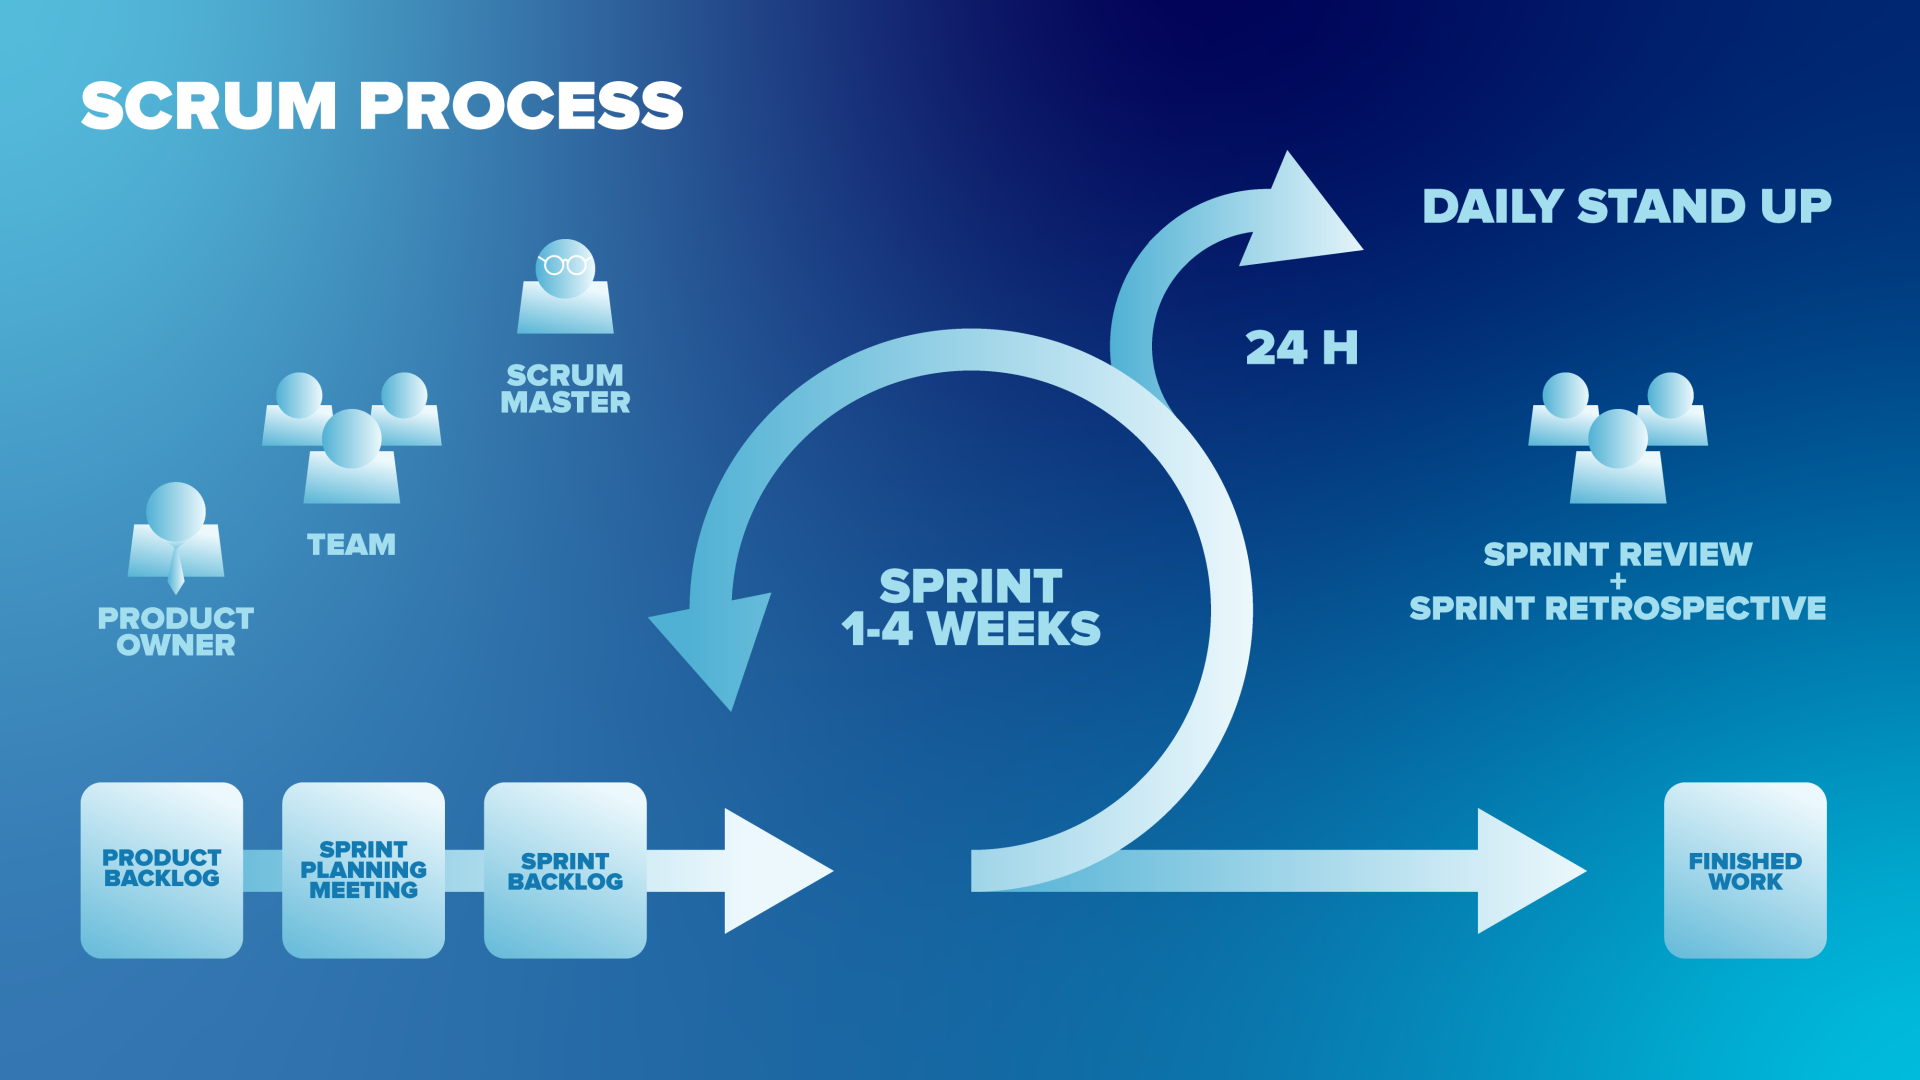 SCRUM PROCESS
DAILY STAND UP
24 H
SCRUM
MASTER
TEAM
PRODUCT
OWNER
SPRINT
1-4 WEEKS
SPRINT REVIEW
+
SPRINT RETROSPECTIVE
PRODUCT
BACKLOG
SPRINT
PLANNING
MEETING
SPRINT
BACKLOG
FINISHED
WORK